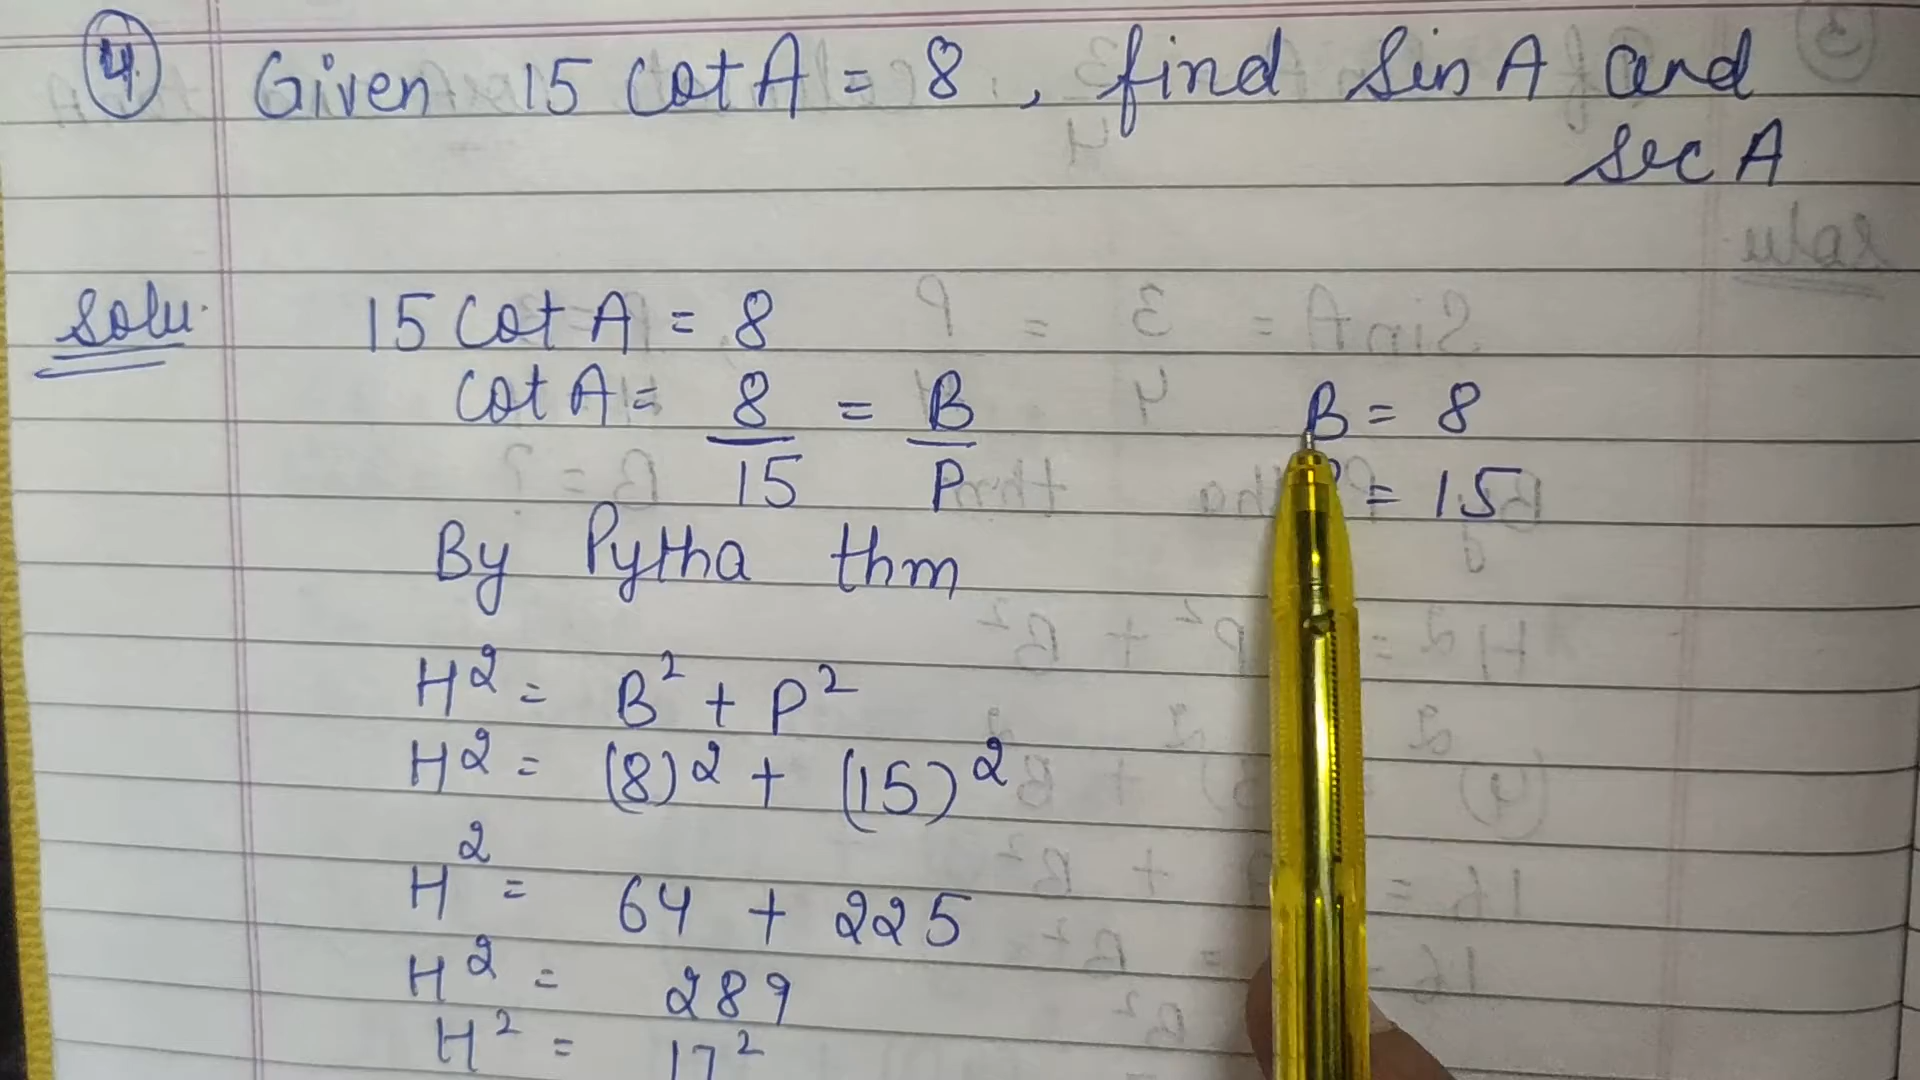 4. Given 15 cot A = 8 , find Sin A and
sec A
Solu.
15 cot A = 8
cot A = 8/15 = B/P
B = 8
= 15
By Pytha thm
H² = B² + P²
H² = (8)² + (15)²
H² = 64 + 225
H² = 289
H² = 17²